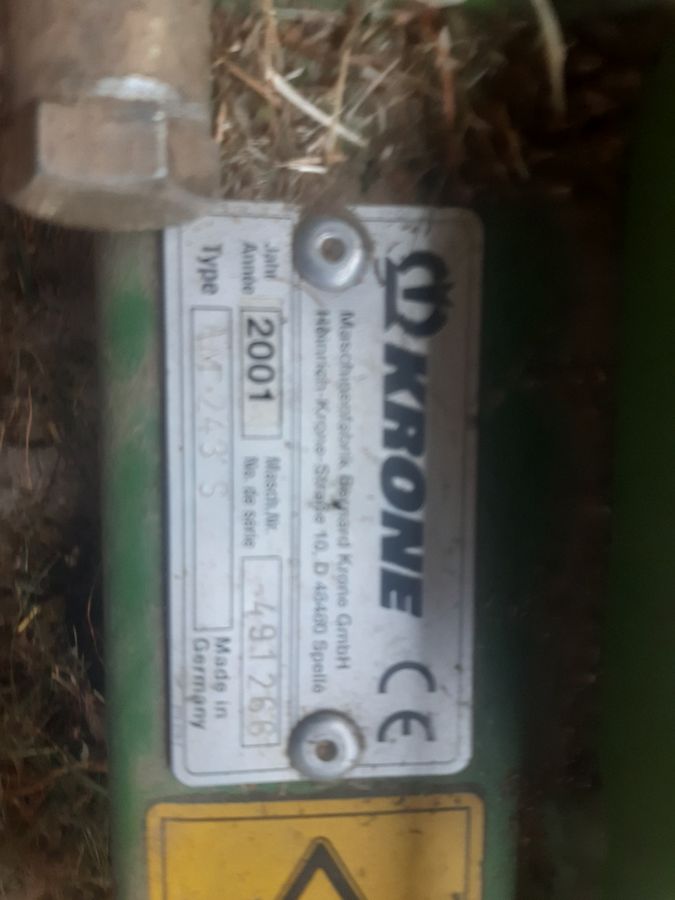 KRONE CE
Maschinenfabrik Bernard Krone GmbH
Heinrich-Krone-Straße 10, D 48480 Spelle
Jahr
Année
2001
Masch.Nr.
No. de série
491266
Type
AM 243 S
Made in
Germany